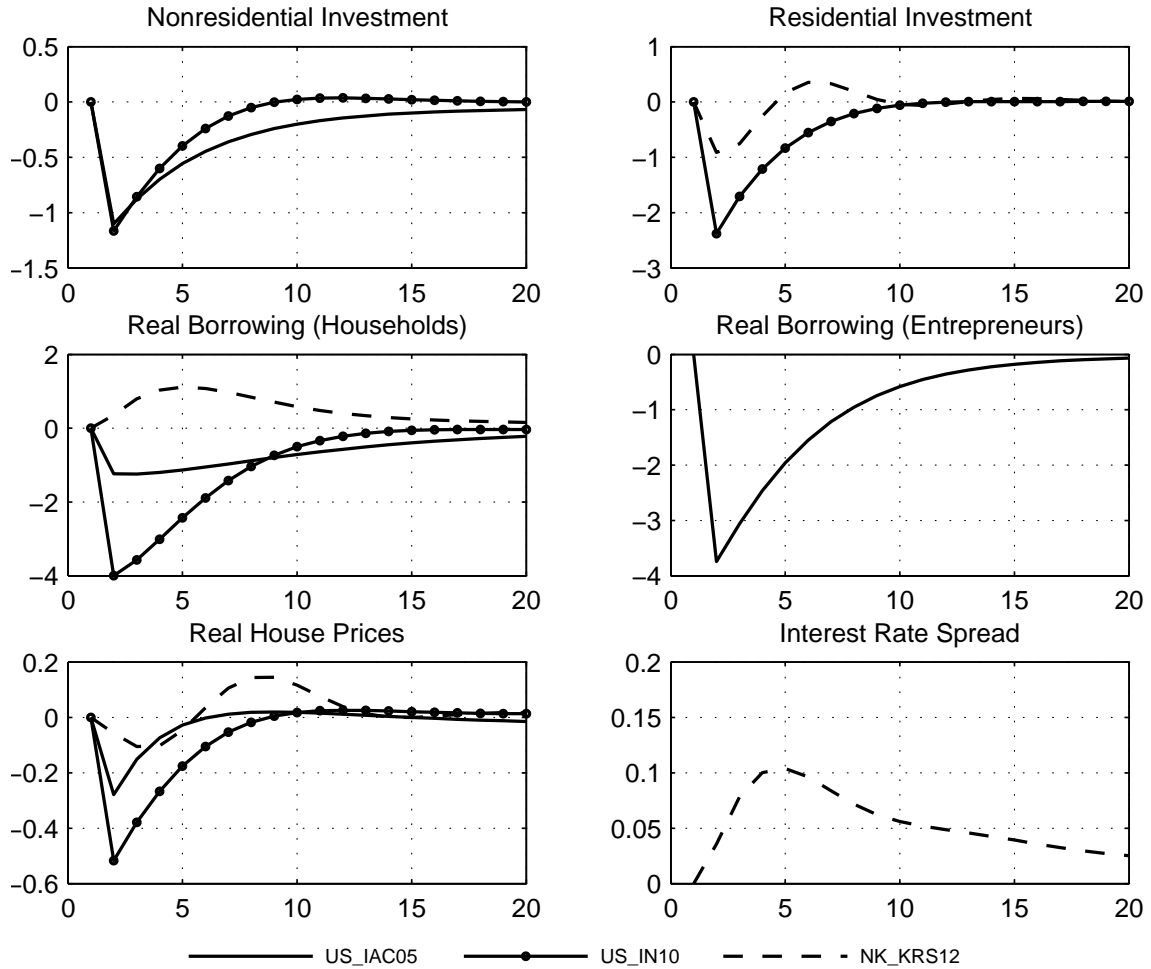 Nonresidential Investment
0.5
0
−0.5
−1
−1.5
0 5 10 15 20
Residential Investment
1
0
−1
−2
−3
0 5 10 15 20
Real Borrowing (Households)
2
0
−2
−4
0 5 10 15 20
Real Borrowing (Entrepreneurs)
0
−1
−2
−3
−4
0 5 10 15 20
Real House Prices
0.2
0
−0.2
−0.4
−0.6
0 5 10 15 20
Interest Rate Spread
0.2
0.15
0.1
0.05
0
0 5 10 15 20
US_IAC05 US_IN10 NK_KRS12